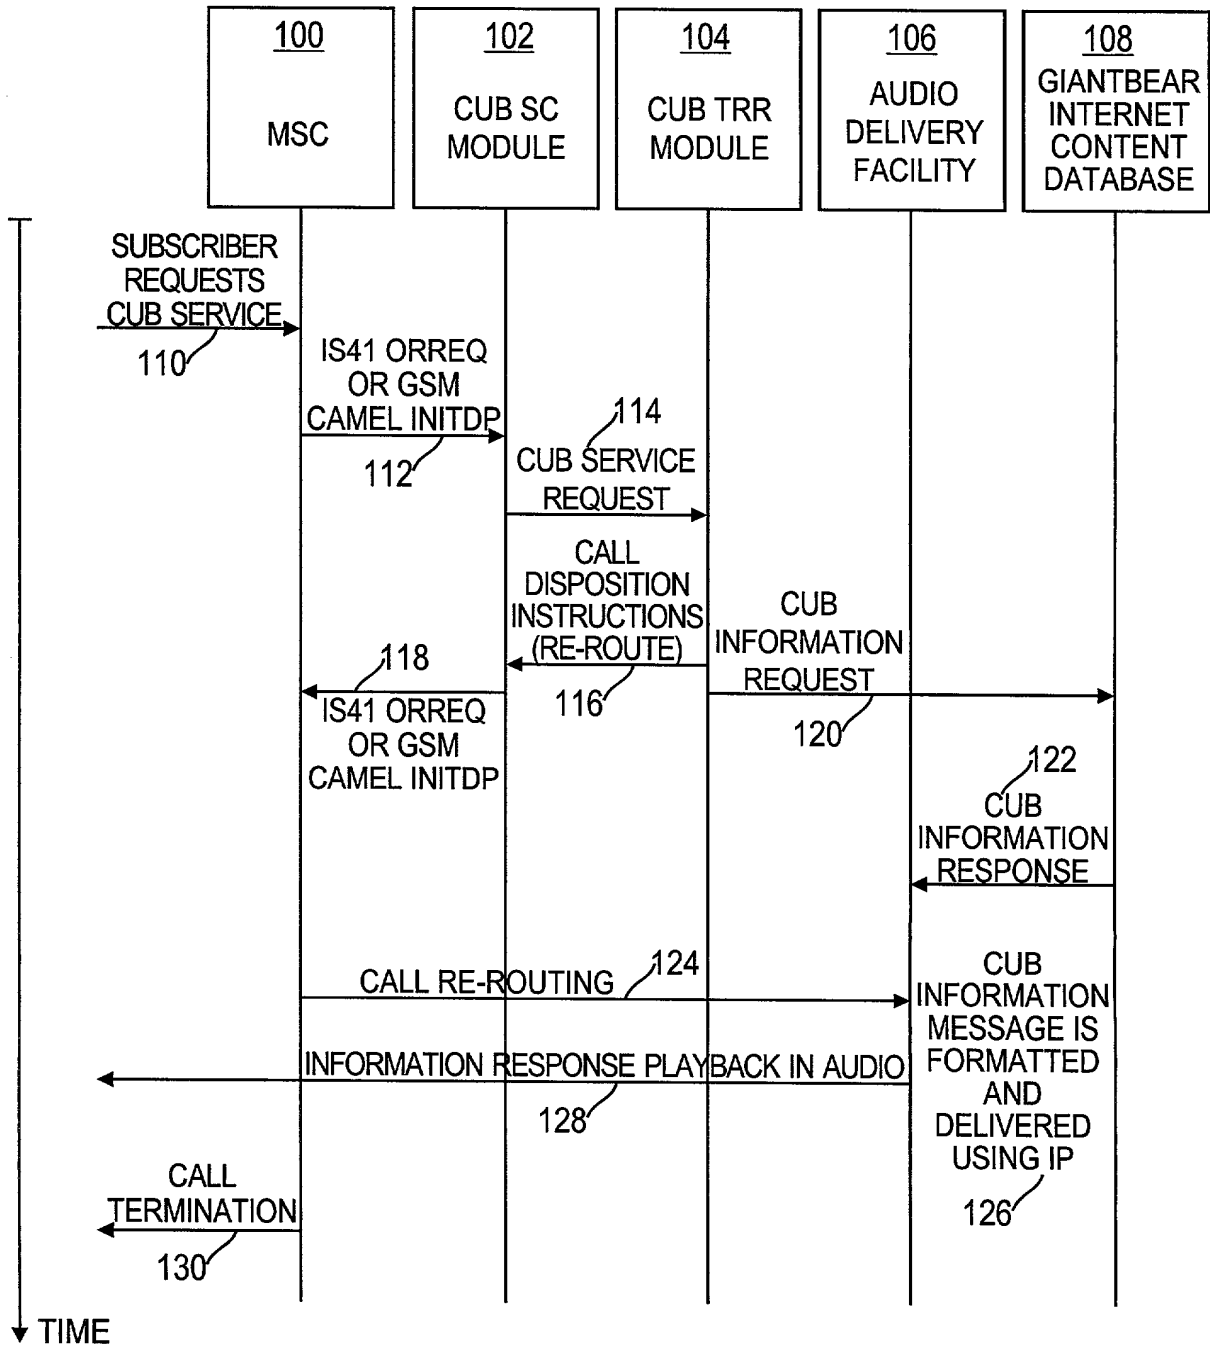 100
MSC
102
CUB SC
MODULE
104
CUB TRR
MODULE
106
AUDIO
DELIVERY
FACILITY
108
GIANTBEAR
INTERNET
CONTENT
DATABASE
SUBSCRIBER
REQUESTS
CUB SERVICE
110
IS41 ORREQ
OR GSM
CAMEL INITDP
112
114
CUB SERVICE
REQUEST
CALL
DISPOSITION
INSTRUCTIONS
(RE-ROUTE)
116
118
IS41 ORREQ
OR GSM
CAMEL INITDP
CUB
INFORMATION
REQUEST
120
122
CUB
INFORMATION
RESPONSE
CALL RE-ROUTING
124
CUB
INFORMATION
MESSAGE IS
FORMATTED
AND
DELIVERED
USING IP
126
INFORMATION RESPONSE PLAYBACK IN AUDIO
128
CALL
TERMINATION
130
TIME